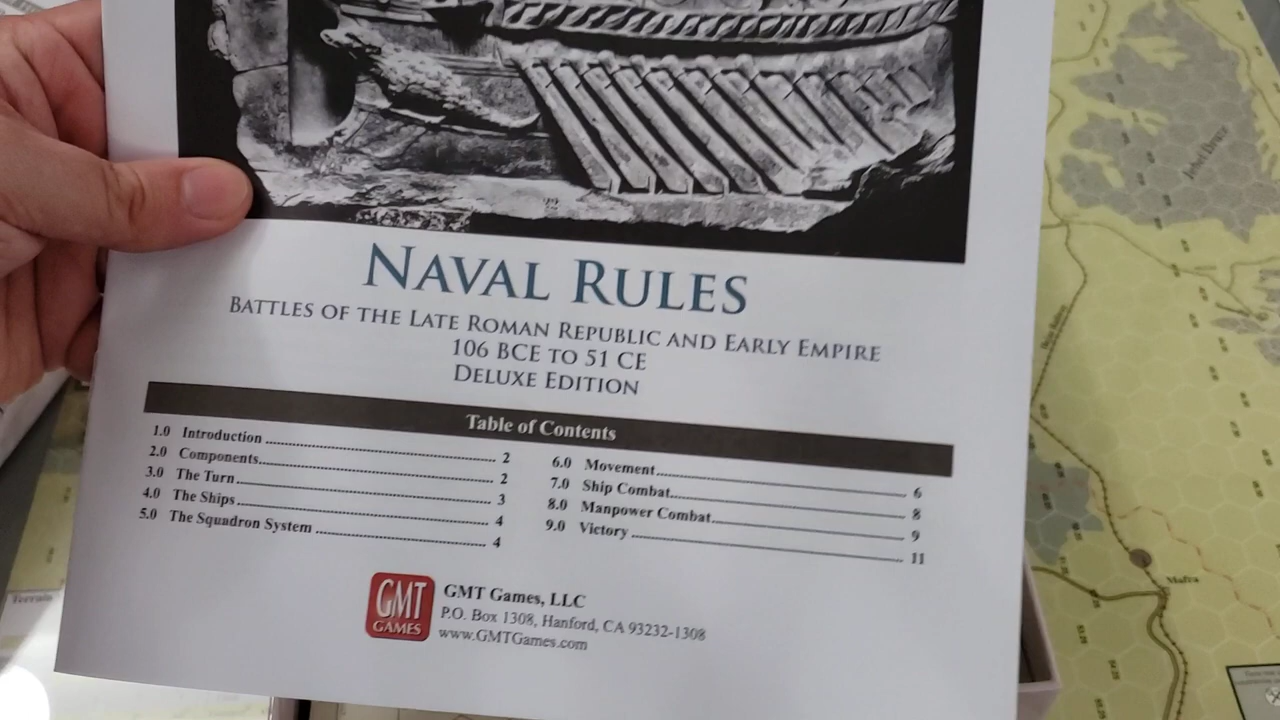 NAVAL RULES
BATTLES OF THE LATE ROMAN REPUBLIC AND EARLY EMPIRE
106 BCE TO 51 CE
DELUXE EDITION
Table of Contents
1.0 Introduction 2
2.0 Components 2
3.0 The Turn 3
4.0 The Ships 4
5.0 The Squadron System 4
6.0 Movement 6
7.0 Ship Combat 8
8.0 Manpower Combat 9
9.0 Victory 11
GMT GAMES
GMT Games, LLC
P.O. Box 1308, Hanford, CA 93232-1308
www.GMTGames.com
Jebel Druze
Mafra
Terrain